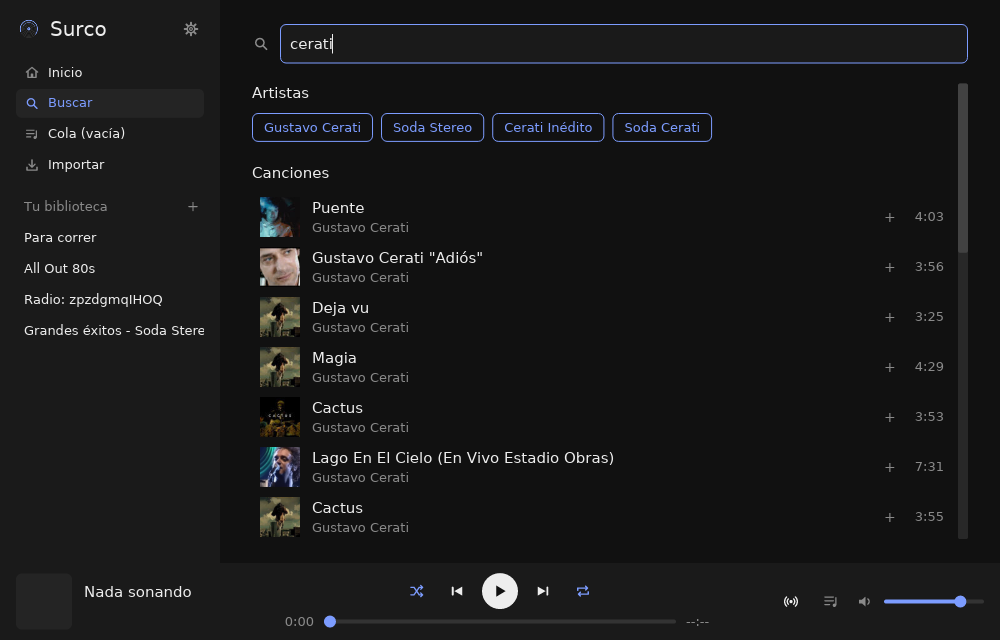 Surco
Inicio
Buscar
Cola (vacía)
Importar
Tu biblioteca +
Para correr
All Out 80s
Radio: zpzdgmqIHOQ
Grandes éxitos - Soda Stere
cerati
Artistas
Gustavo Cerati Soda Stereo Cerati Inédito Soda Cerati
Canciones
Puente
Gustavo Cerati
+ 4:03
Gustavo Cerati "Adiós"
Gustavo Cerati
+ 3:56
Deja vu
Gustavo Cerati
+ 3:25
Magia
Gustavo Cerati
+ 4:29
CACTUS
Cactus
Gustavo Cerati
+ 3:53
Lago En El Cielo (En Vivo Estadio Obras)
Gustavo Cerati
+ 7:31
Cactus
Gustavo Cerati
+ 3:55
Nada sonando
0:00 --:--